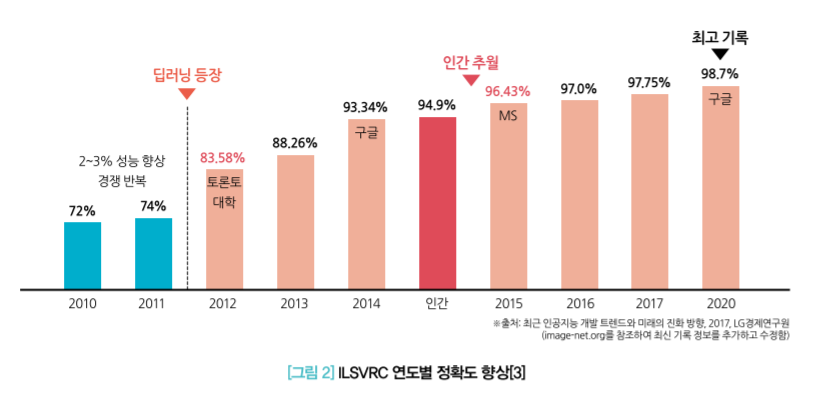 최고 기록
인간 추월
딥러닝 등장
98.7%
97.75%
97.0%
96.43%
94.9%
93.34%
88.26%
83.58%
2~3% 성능 향상
경쟁 반복
74%
72%
토론토
대학
구글
MS
구글
2010
2011
2012
2013
2014
인간
2015
2016
2017
2020
※출처: 최근 인공지능 개발 트렌드와 미래의 진화 방향, 2017, LG경제연구원
(image-net.org를 참조하여 최신 기록 정보를 추가하고 수정함)
[그림 2] ILSVRC 연도별 정확도 향상[3]